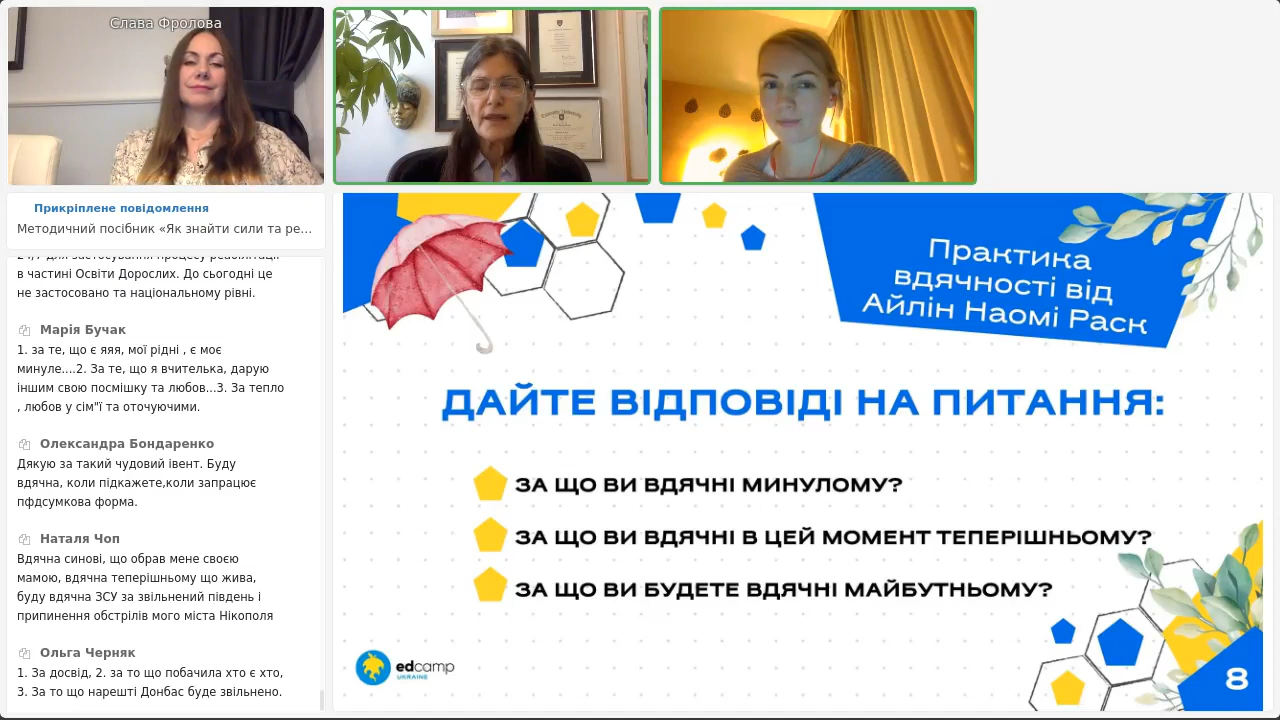 Слава Фролова
Прикріплене повідомлення
Методичний посібник «Як знайти сили та ре...
в частині Освіти Дорослих. До сьогодні це
не застосовано та національному рівні.
Марія Бучак
1. за те, що є яяя, мої рідні , є моє
минуле....2. За те, що я вчителька, дарую
іншим свою посмішку та любов...3. За тепло
, любов у сім"ї та оточуючими.
Олександра Бондаренко
Дякую за такий чудовий івент. Буду
вдячна, коли підкажете,коли запрацює
пфдсумкова форма.
Наталя Чоп
Вдячна синові, що обрав мене своєю
мамою, вдячна теперішньому що жива,
буду вдячна ЗСУ за звільнений південь і
припинення обстрілів мого міста Нікополя
Ольга Черняк
1. За досвід, 2. за те, що побачила хто є хто,
3. За то що нарешті Донбас буде звільнено.
Практика
вдячності від
Айлін Наомі Раск
ДАЙТЕ ВІДПОВІДІ НА ПИТАННЯ:
ЗА ЩО ВИ ВДЯЧНІ МИНУЛОМУ?
ЗА ЩО ВИ ВДЯЧНІ В ЦЕЙ МОМЕНТ ТЕПЕРІШНЬОМУ?
ЗА ЩО ВИ БУДЕТЕ ВДЯЧНІ МАЙБУТНЬОМУ?
edcamp
UKRAINE
8